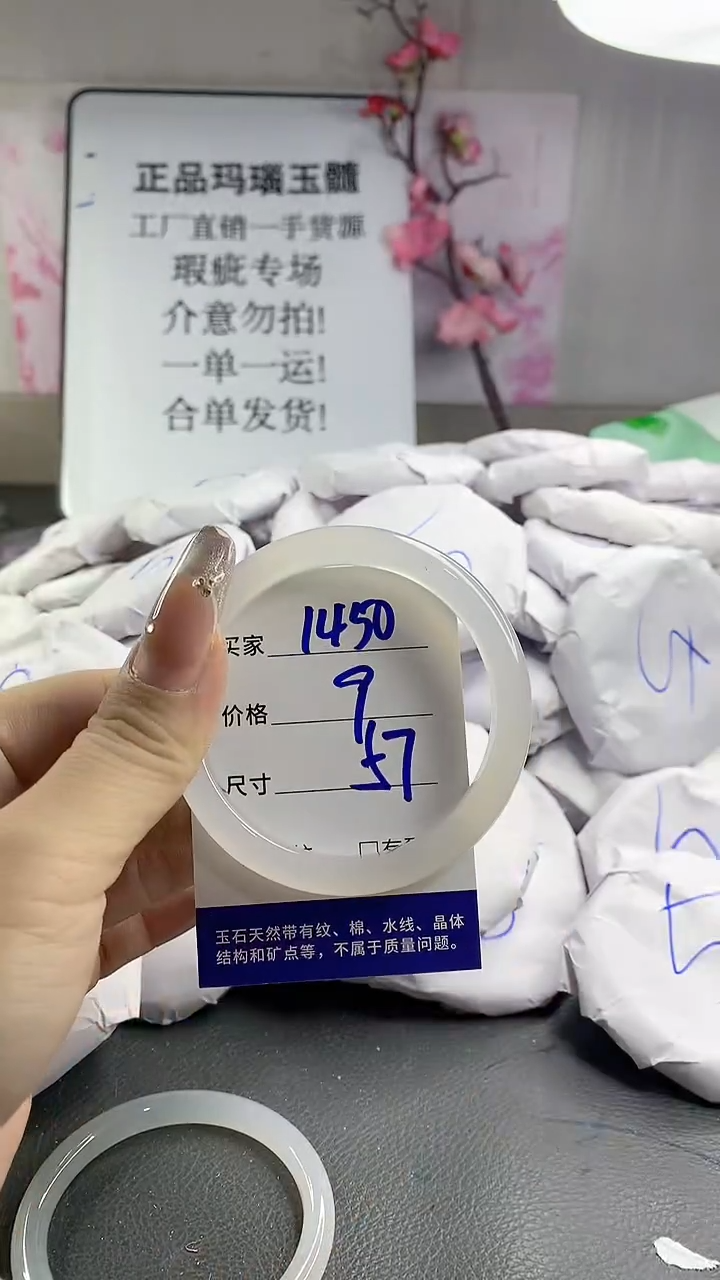 正品玛瑙玉髓
工厂直销一手货源
瑕疵专场
介意勿拍!
一单一运!
合单发货!
买家 1450
价格 9
尺寸 57
玉石天然带有纹、棉、水线、晶体
结构和矿点等，不属于质量问题。